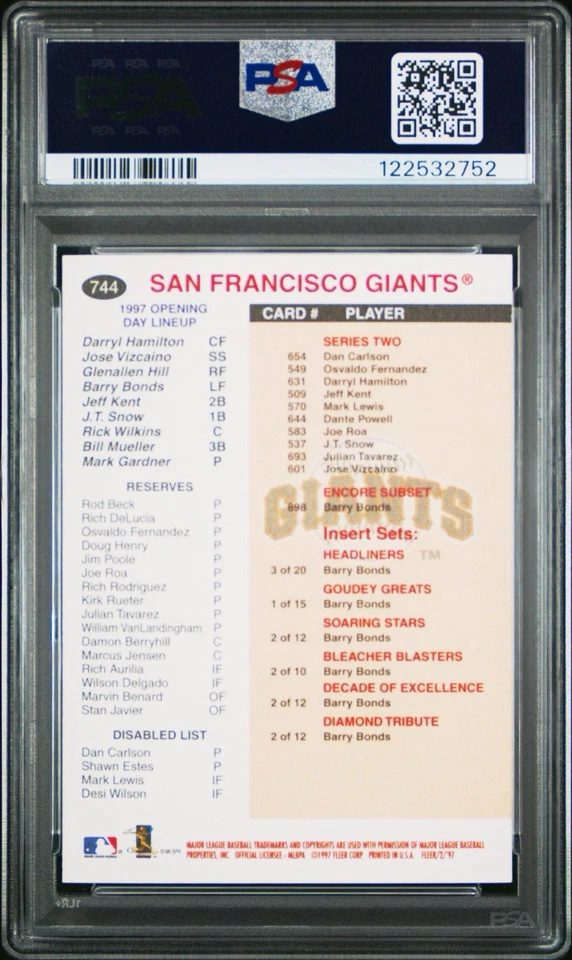 PSA PSA PSA
PSA
PSA PSA PSA
PSA
122532752
744 SAN FRANCISCO GIANTS®
1997 OPENING
DAY LINEUP
Darryl Hamilton CF
Jose Vizcaino SS
Glenallen Hill RF
Barry Bonds LF
Jeff Kent 2B
J.T. Snow 1B
Rick Wilkins C
Bill Mueller 3B
Mark Gardner P
RESERVES
Rod Beck P
Rich DeLucia P
Osvaldo Fernandez P
Doug Henry P
Jim Poole P
Joe Roa P
Rich Rodriguez P
Kirk Rueter P
Julian Tavarez P
William VanLandingham P
Damon Berryhill C
Marcus Jensen C
Rich Aurilia IF
Wilson Delgado IF
Marvin Benard OF
Stan Javier OF
DISABLED LIST
Dan Carlson P
Shawn Estes P
Mark Lewis IF
Desi Wilson IF
CARD # PLAYER
SERIES TWO
654 Dan Carlson
549 Osvaldo Fernandez
631 Darryl Hamilton
509 Jeff Kent
570 Mark Lewis
644 Dante Powell
583 Joe Roa
537 J.T. Snow
693 Julian Tavarez
601 Jose Vizcaino
ENCORE SUBSET
698 Barry Bonds
GIANTS
Insert Sets:
HEADLINERS TM
3 of 20 Barry Bonds
GOUDEY GREATS
1 of 15 Barry Bonds
SOARING STARS
2 of 12 Barry Bonds
BLEACHER BLASTERS
2 of 10 Barry Bonds
DECADE OF EXCELLENCE
2 of 12 Barry Bonds
DIAMOND TRIBUTE
2 of 12 Barry Bonds
© MLBPA
MAJOR LEAGUE BASEBALL TRADEMARKS AND COPYRIGHTS ARE USED WITH PERMISSION OF MAJOR LEAGUE BASEBALL
PROPERTIES, INC. OFFICIAL LICENSEE - MLBPA ©1997 FLEER CORP. PRINTED IN U.S.A. FLEER/2/'97
PSA